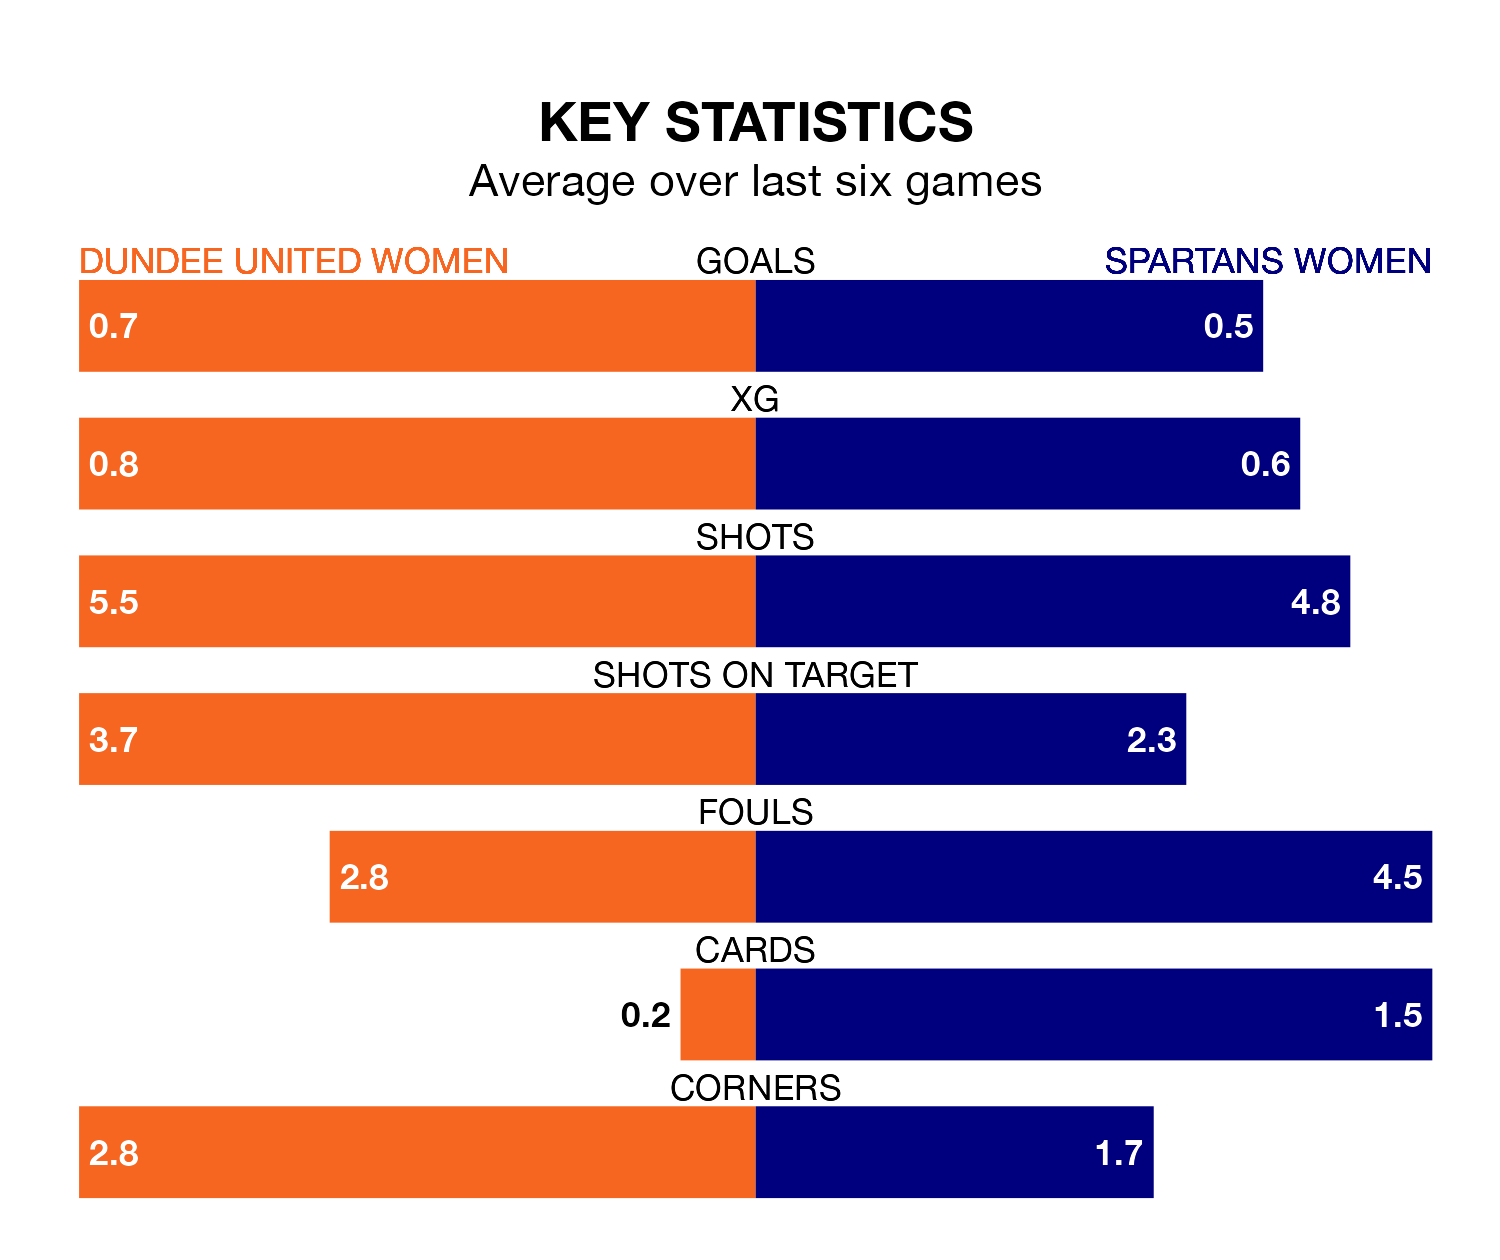 KEY STATISTICS
Average over last six games
DUNDEE UNITED WOMEN GOALS SPARTANS WOMEN
0.7 0.5
XG
0.8 0.6
SHOTS
5.5 4.8
SHOTS ON TARGET
3.7 2.3
FOULS
2.8 4.5
CARDS
0.2 1.5
CORNERS
2.8 1.7